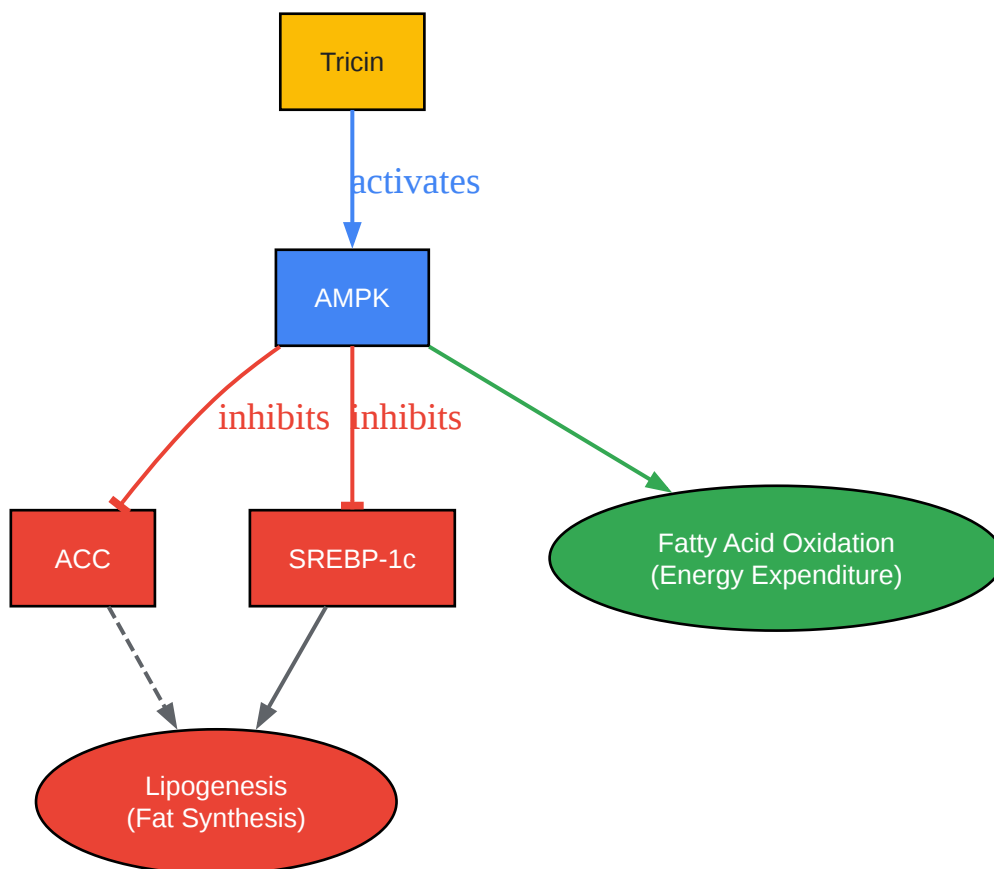 Tricin
activates
AMPK
inhibits
inhibits
ACC
SREBP-1c
Fatty Acid Oxidation
(Energy Expenditure)
Lipogenesis
(Fat Synthesis)